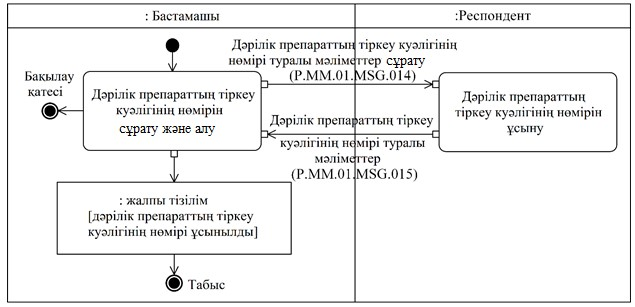 : Бастамашы
:Респондент
Дәрілік препараттың тіркеу куәлігінің
нөмірі туралы мәліметтер сұрату
(P.MM.01.MSG.014)
Бақылау
қатесі
Дәрілік препараттың тіркеу
куәлігінің нөмірін
сұрату және алу
Дәрілік препараттың
тіркеу куәлігінің нөмірін
ұсыну
Дәрілік препараттың тіркеу
куәлігінің нөмірі туралы
мәліметтер
(P.MM.01.MSG.015)
: жалпы тізілім
[дәрілік препараттың тіркеу
куәлігінің нөмірі ұсынылды]
Табыс